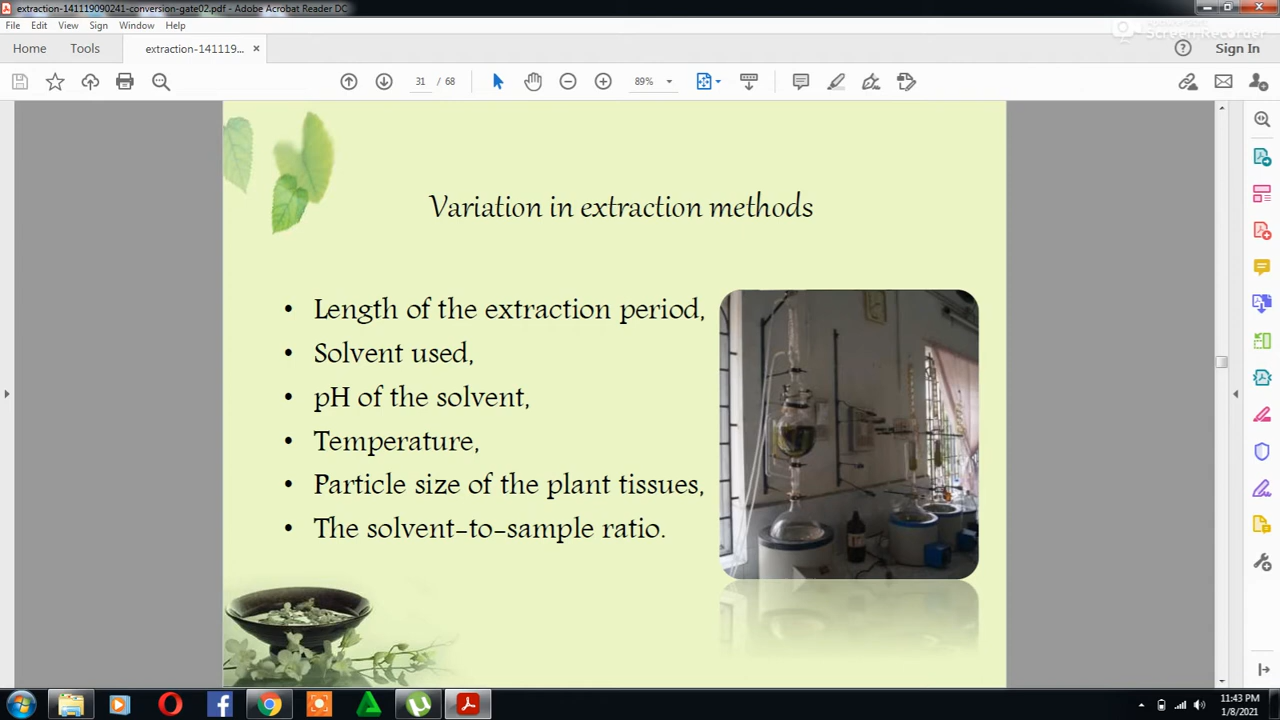 extraction-141119090241-conversion-gate02.pdf - Adobe Acrobat Reader DC
File Edit View Sign Window Help
Screen Recorder
Home Tools extraction-141119... × Sign In
31 / 68 89%
Variation in extraction methods
• Length of the extraction period,
• Solvent used,
• pH of the solvent,
• Temperature,
• Particle size of the plant tissues,
• The solvent-to-sample ratio.
11:43 PM
1/8/2021